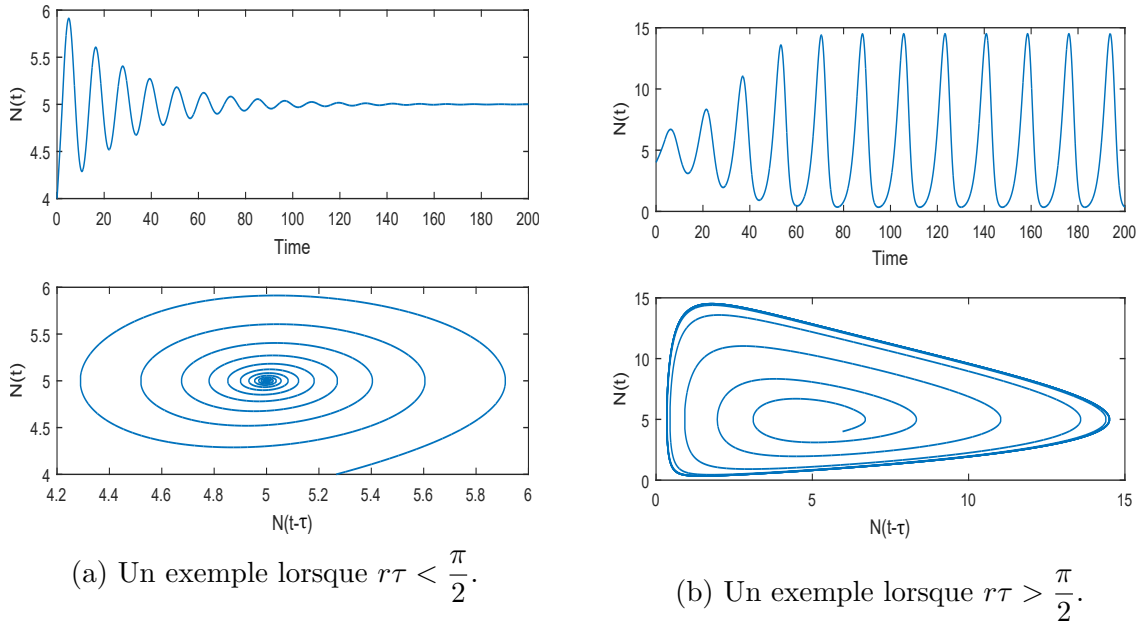 6
5.5
5
4.5
4
N(t)
0 20 40 60 80 100 120 140 160 180 200
Time
6
5.5
5
4.5
4
N(t)
4.2 4.4 4.6 4.8 5 5.2 5.4 5.6 5.8 6
N(t-τ)
(a) Un exemple lorsque rτ < π/2.
15
10
5
0
N(t)
0 20 40 60 80 100 120 140 160 180 200
Time
15
10
5
0
N(t)
0 5 10 15
N(t-τ)
(b) Un exemple lorsque rτ > π/2.